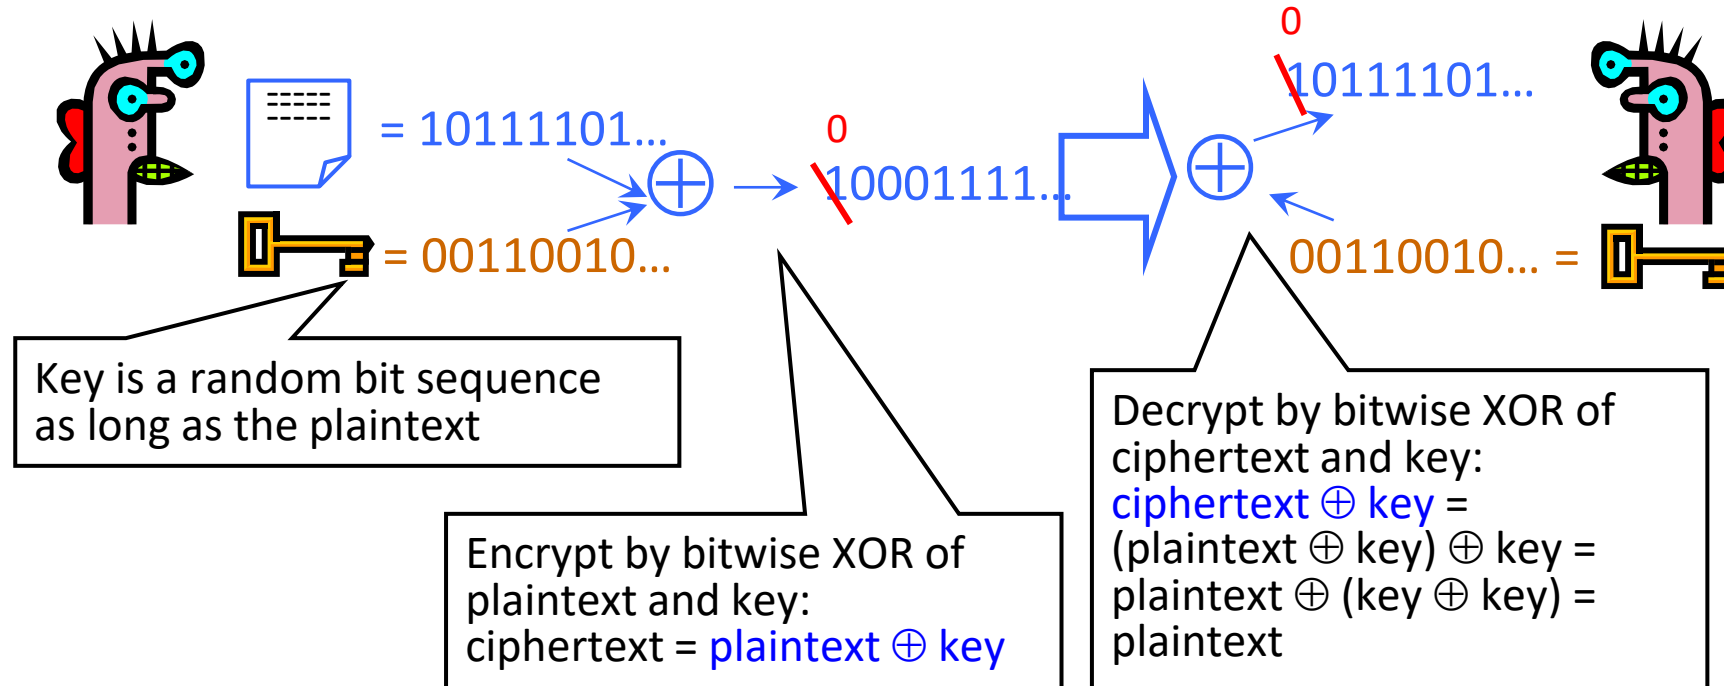 0
10111101...
= 10111101...
0
10001111...
= 00110010...
00110010... =
Key is a random bit sequence
as long as the plaintext
Encrypt by bitwise XOR of
plaintext and key:
ciphertext = plaintext ⊕ key
Decrypt by bitwise XOR of
ciphertext and key:
ciphertext ⊕ key =
(plaintext ⊕ key) ⊕ key =
plaintext ⊕ (key ⊕ key) =
plaintext